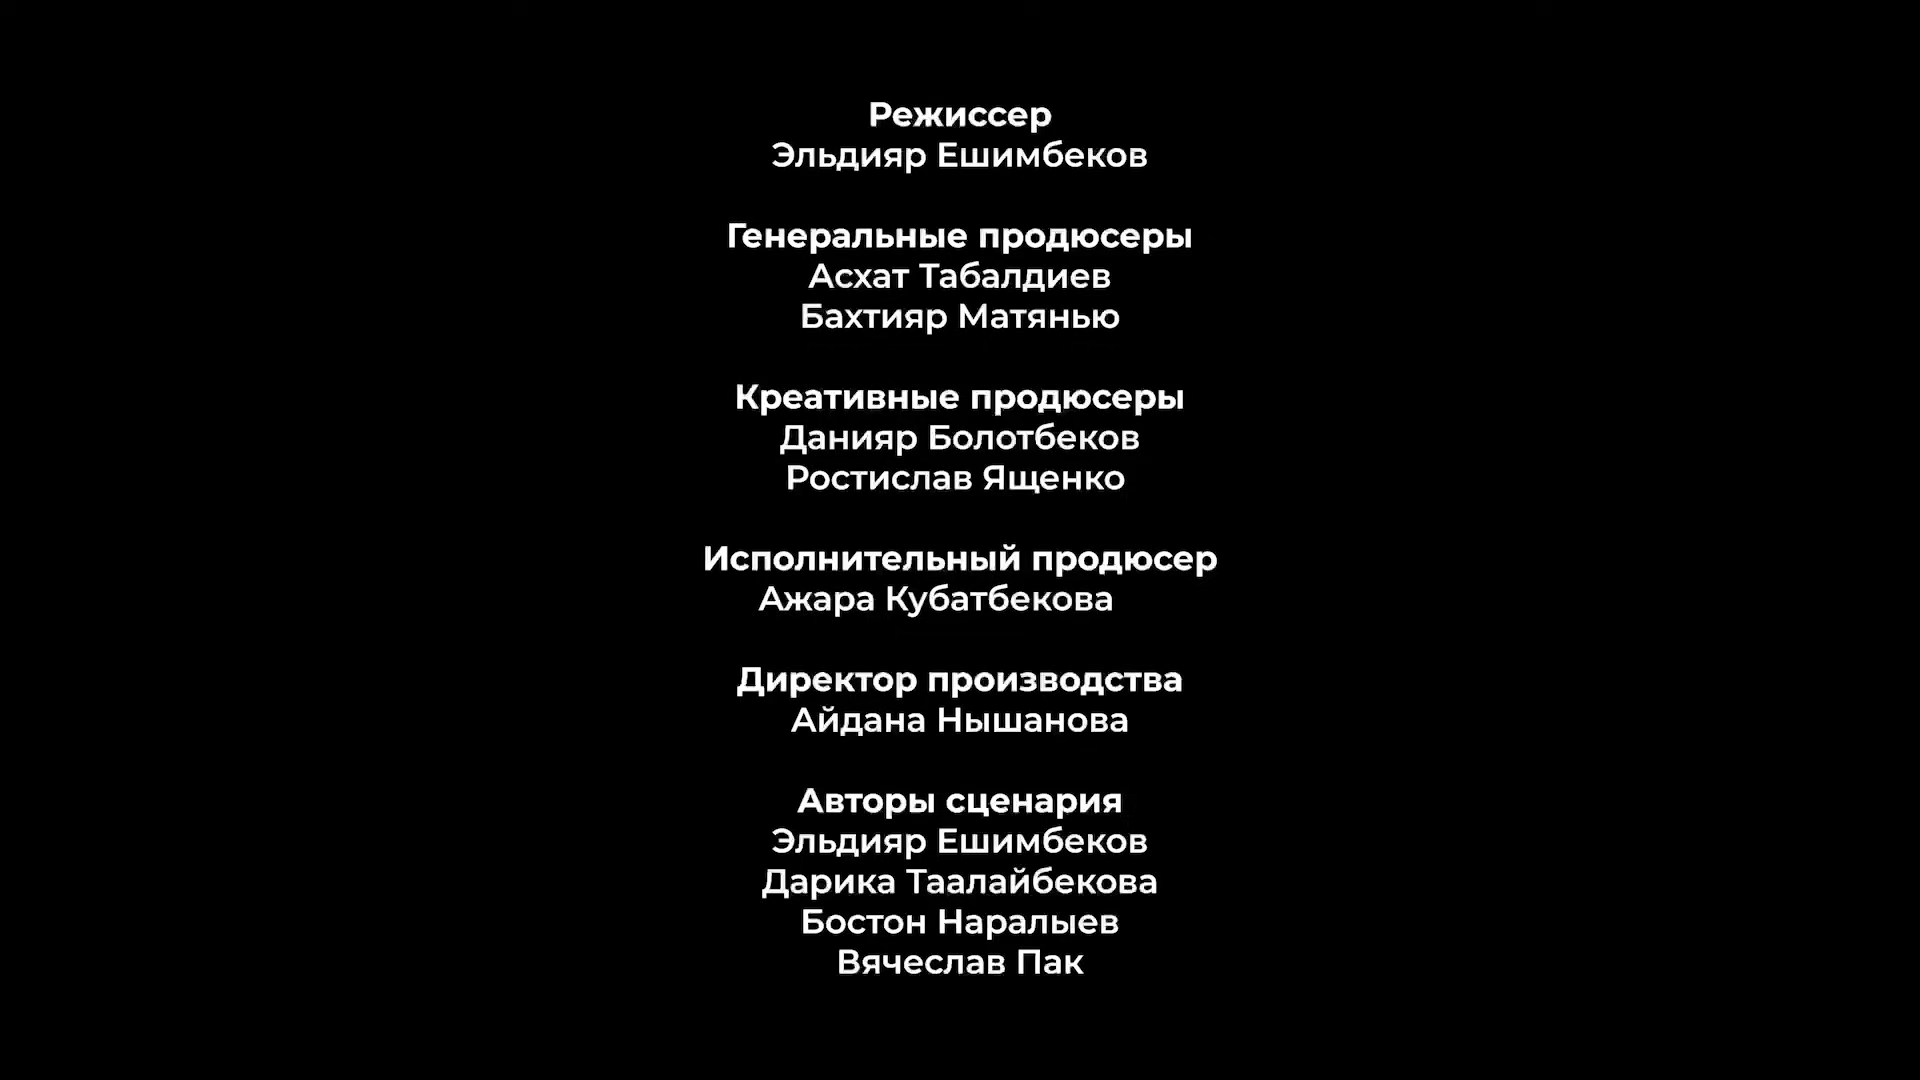 Режиссер
Эльдияр Ешимбеков
Генеральные продюсеры
Асхат Табалдиев
Бахтияр Матянью
Креативные продюсеры
Данияр Болотбеков
Ростислав Ященко
Исполнительный продюсер
Ажара Кубатбекова
Директор производства
Айдана Нышанова
Авторы сценария
Эльдияр Ешимбеков
Дарика Таалайбекова
Бостон Наралыев
Вячеслав Пак